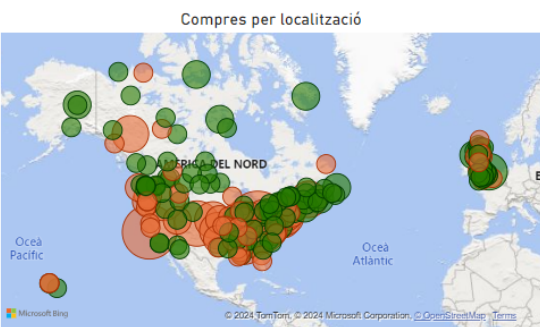 Compres per localització
AMÈRICA DEL NORD
E
Oceà
Pacífic
Oceà
Atlàntic
Microsoft Bing
© 2024 TomTom, © 2024 Microsoft Corporation, © OpenStreetMap Terms